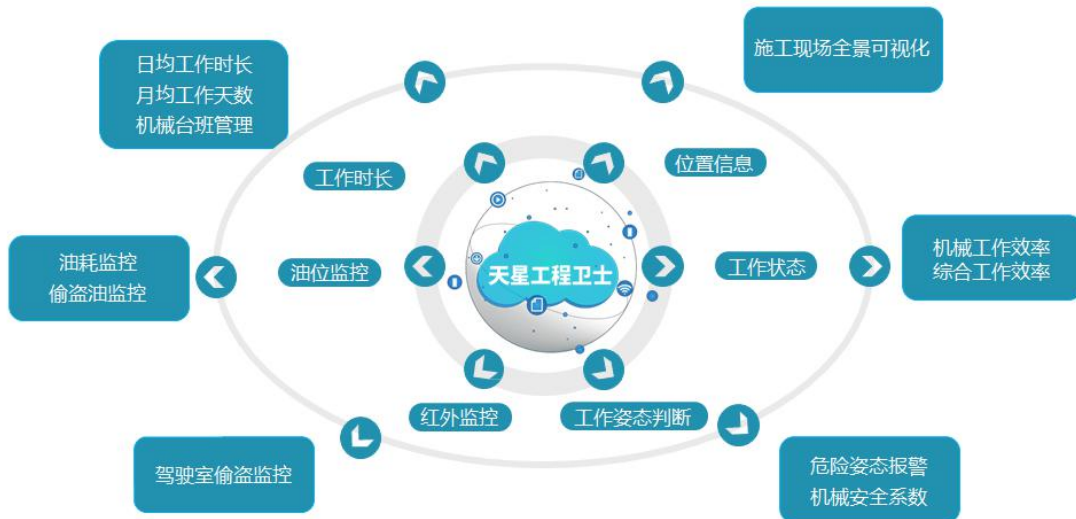 施工现场全景可视化
日均工作时长
月均工作天数
机械台班管理
工作时长
位置信息
油耗监控
偷盗油监控
油位监控
天星工程卫士
工作状态
机械工作效率
综合工作效率
红外监控
工作姿态判断
驾驶室偷盗监控
危险姿态报警
机械安全系数